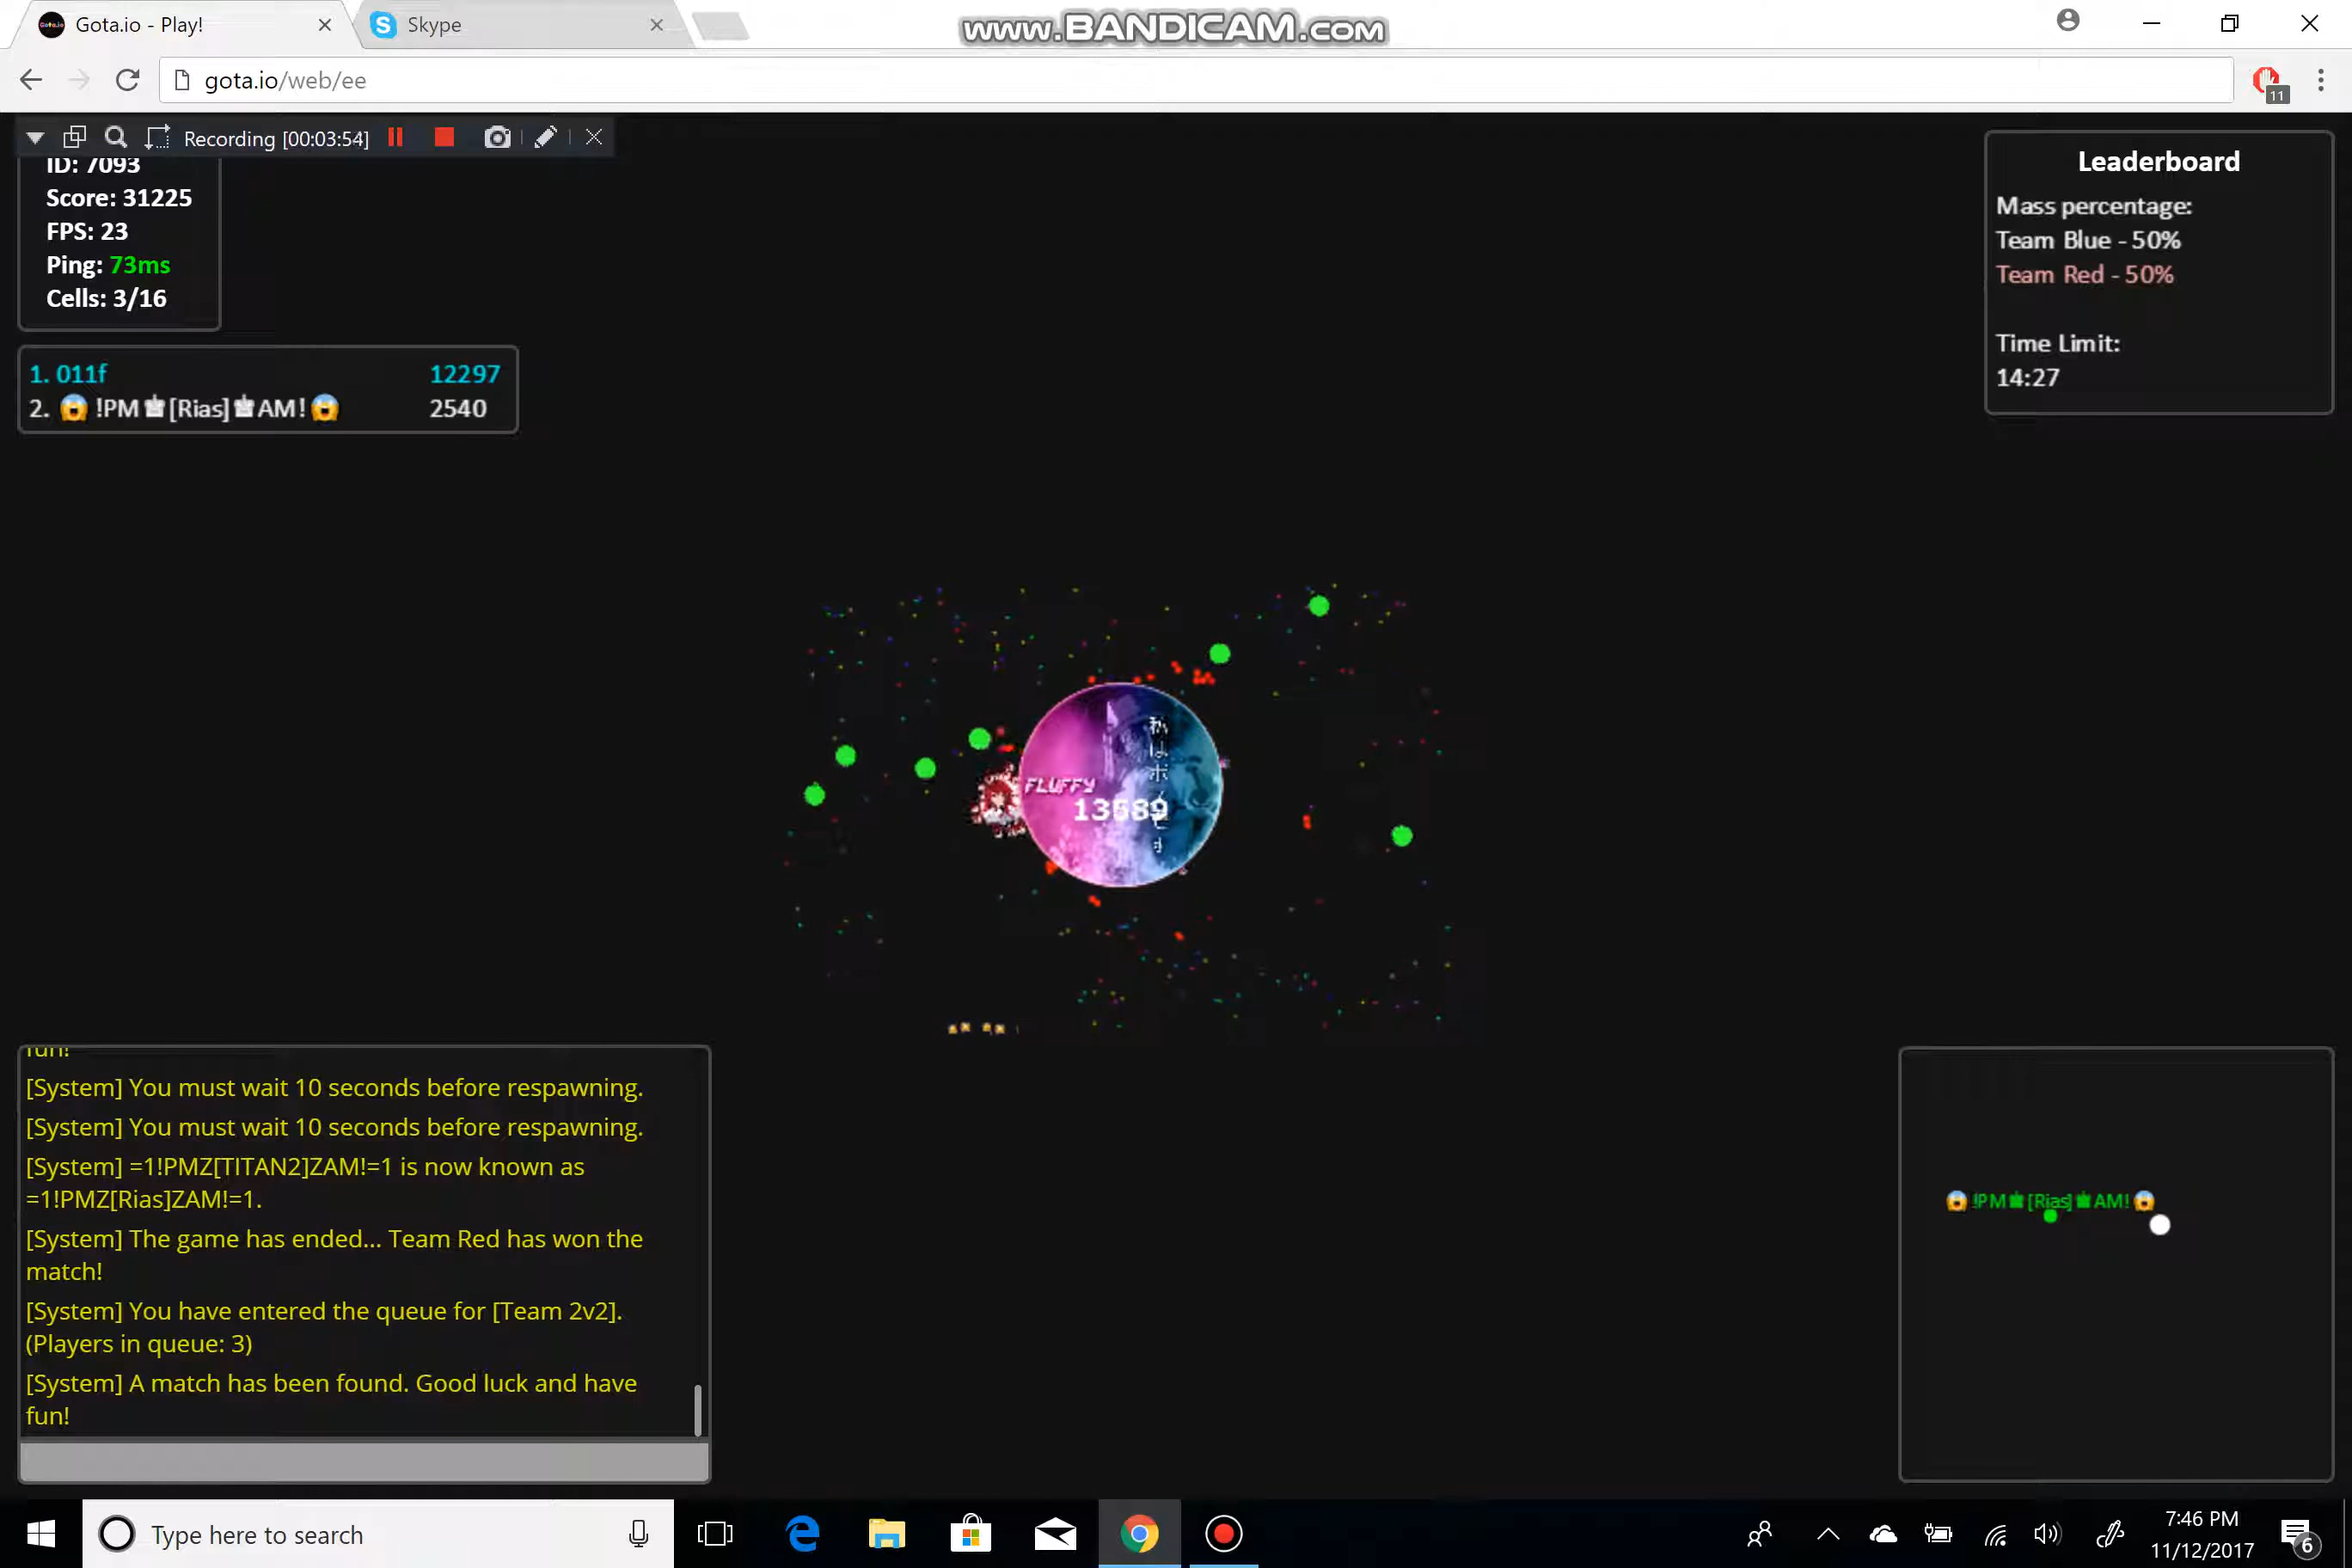 Gota.io - Play!
Skype
www.BANDICAM.com
gota.io/web/ee
11
Recording [00:03:54]
ID: 7093
Score: 31225
FPS: 23
Ping: 73ms
Cells: 3/16
Leaderboard
Mass percentage:
Team Blue - 50%
Team Red - 50%
Time Limit:
14:27
1. 011f 12297
2. 😱 !PM♚[Rias]♚AM! 😱 2540
FLUFFY
fun!
[System] You must wait 10 seconds before respawning.
[System] You must wait 10 seconds before respawning.
[System] =1!PMZ[TITAN2]ZAM!=1 is now known as
=1!PMZ[Rias]ZAM!=1.
[System] The game has ended... Team Red has won the
match!
[System] You have entered the queue for [Team 2v2].
(Players in queue: 3)
[System] A match has been found. Good luck and have
fun!
😱 !PM♚[Rias]♚AM! 😱
Type here to search
7:46 PM
11/12/2017
6